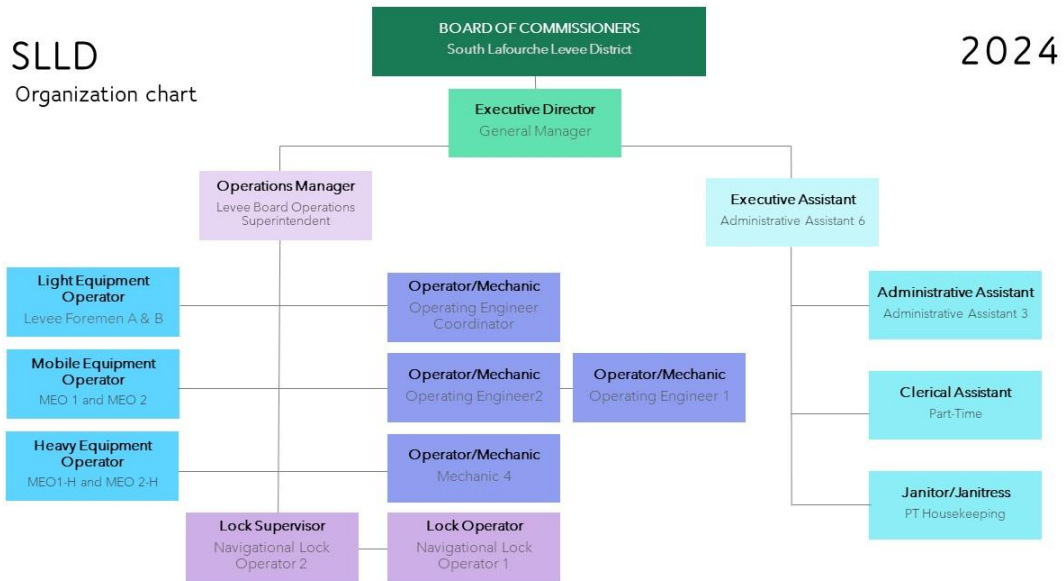 SLLD
Organization chart
2024
BOARD OF COMMISSIONERS
South Lafourche Levee District
Executive Director
General Manager
Operations Manager
Levee Board Operations
Superintendent
Executive Assistant
Administrative Assistant 6
Light Equipment
Operator
Levee Foremen A & B
Operator/Mechanic
Operating Engineer
Coordinator
Administrative Assistant
Administrative Assistant 3
Mobile Equipment
Operator
MEO 1 and MEO 2
Operator/Mechanic
Operating Engineer2
Operator/Mechanic
Operating Engineer 1
Clerical Assistant
Part-Time
Heavy Equipment
Operator
MEO1-H and MEO 2-H
Operator/Mechanic
Mechanic 4
Janitor/Janitress
PT Housekeeping
Lock Supervisor
Navigational Lock
Operator 2
Lock Operator
Navigational Lock
Operator 1